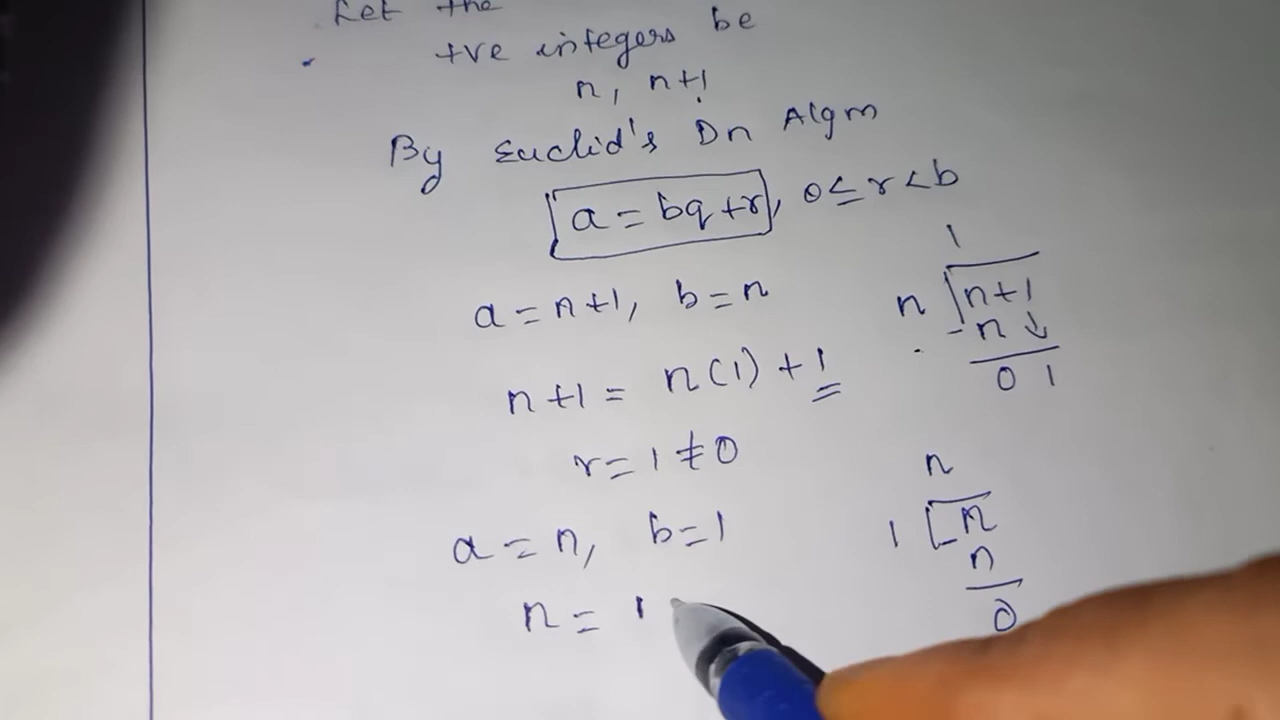 Let the
+ve integers be
n, n+1
By Euclid's Dn Algm
a = bq + r, 0 ≤ r < b
a = n+1, b = n
n+1 = n(1) + 1
r = 1 ≠ 0
a = n, b = 1
n = 1
1
n n+1
- n ↓
0 1
n
1 n
n
0